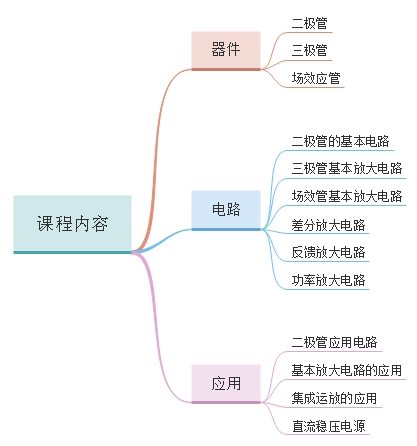 课程内容
器件
二极管
三极管
场效应管
电路
二极管的基本电路
三极管基本放大电路
场效管基本放大电路
差分放大电路
反馈放大电路
功率放大电路
应用
二极管应用电路
基本放大电路的应用
集成运放的应用
直流稳压电源